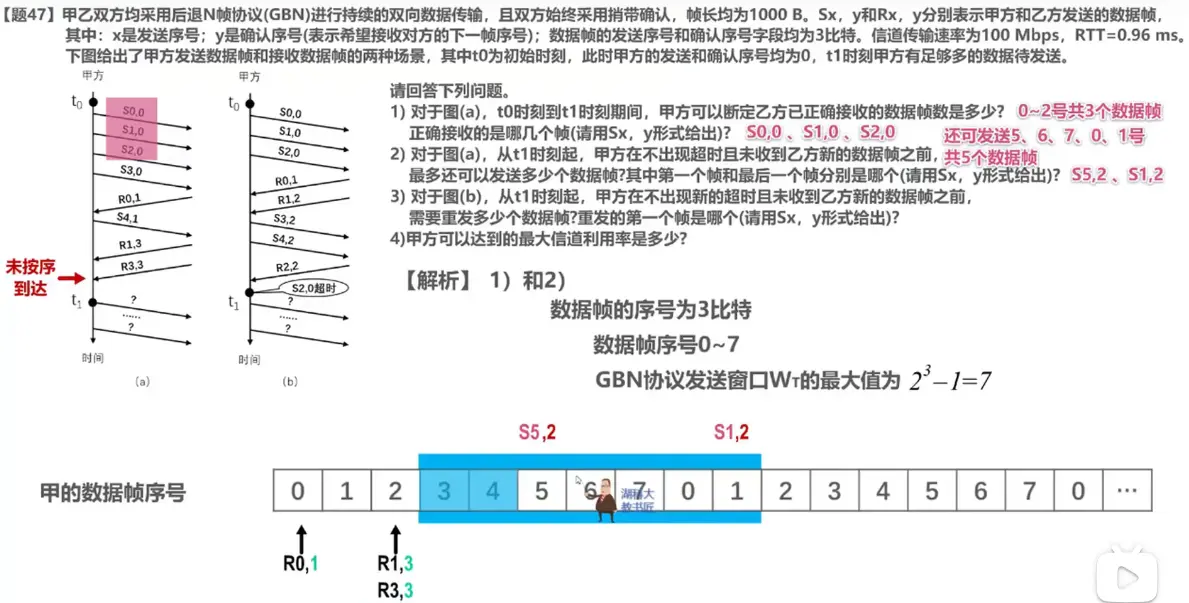 【题47】甲乙双方均采用后退N帧协议(GBN)进行持续的双向数据传输，且双方始终采用捎带确认，帧长均为1000 B。Sx，y和Rx，y分别表示甲方和乙方发送的数据帧，
其中：x是发送序号；y是确认序号(表示希望接收对方的下一帧序号)；数据帧的发送序号和确认序号字段均为3比特。信道传输速率为100 Mbps，RTT=0.96 ms。
下图给出了甲方发送数据帧和接收数据帧的两种场景，其中t0为初始时刻，此时甲方的发送和确认序号均为0，t1时刻甲方有足够多的数据待发送。
甲方
t0
S0,0
S1,0
S2,0
S3,0
R0,1
S4,1
R1,3
R3,3
未按序
到达
t1
?
......
?
时间
(a)
甲方
t0
S0,0
S1,0
S2,0
R0,1
R1,2
S3,2
S4,2
R2,2
S2,0超时
t1
?
......
?
时间
(b)
请回答下列问题。
1) 对于图(a)，t0时刻到t1时刻期间，甲方可以断定乙方已正确接收的数据帧数是多少？ 0~2号共3个数据帧
正确接收的是哪几个帧(请用Sx，y形式给出)？ S0,0 、S1,0 、S2,0 还可发送5、6、7、0、1号
2) 对于图(a)，从t1时刻起，甲方在不出现超时且未收到乙方新的数据帧之前， 共5个数据帧
最多还可以发送多少个数据帧?其中第一个帧和最后一个帧分别是哪个(请用Sx，y形式给出)？ S5,2 、S1,2
3) 对于图(b)，从t1时刻起，甲方在不出现新的超时且未收到乙方新的数据帧之前，
需要重发多少个数据帧?重发的第一个帧是哪个(请用Sx，y形式给出)？
4)甲方可以达到的最大信道利用率是多少?
【解析】 1）和2）
数据帧的序号为3比特
数据帧序号0~7
GBN协议发送窗口WT的最大值为 2³−1=7
S5,2 S1,2
甲的数据帧序号 0 1 2 3 4 5 6 7 0 1 2 3 4 5 6 7 0 ···
湖科大
教书匠
R0,1 R1,3
R3,3